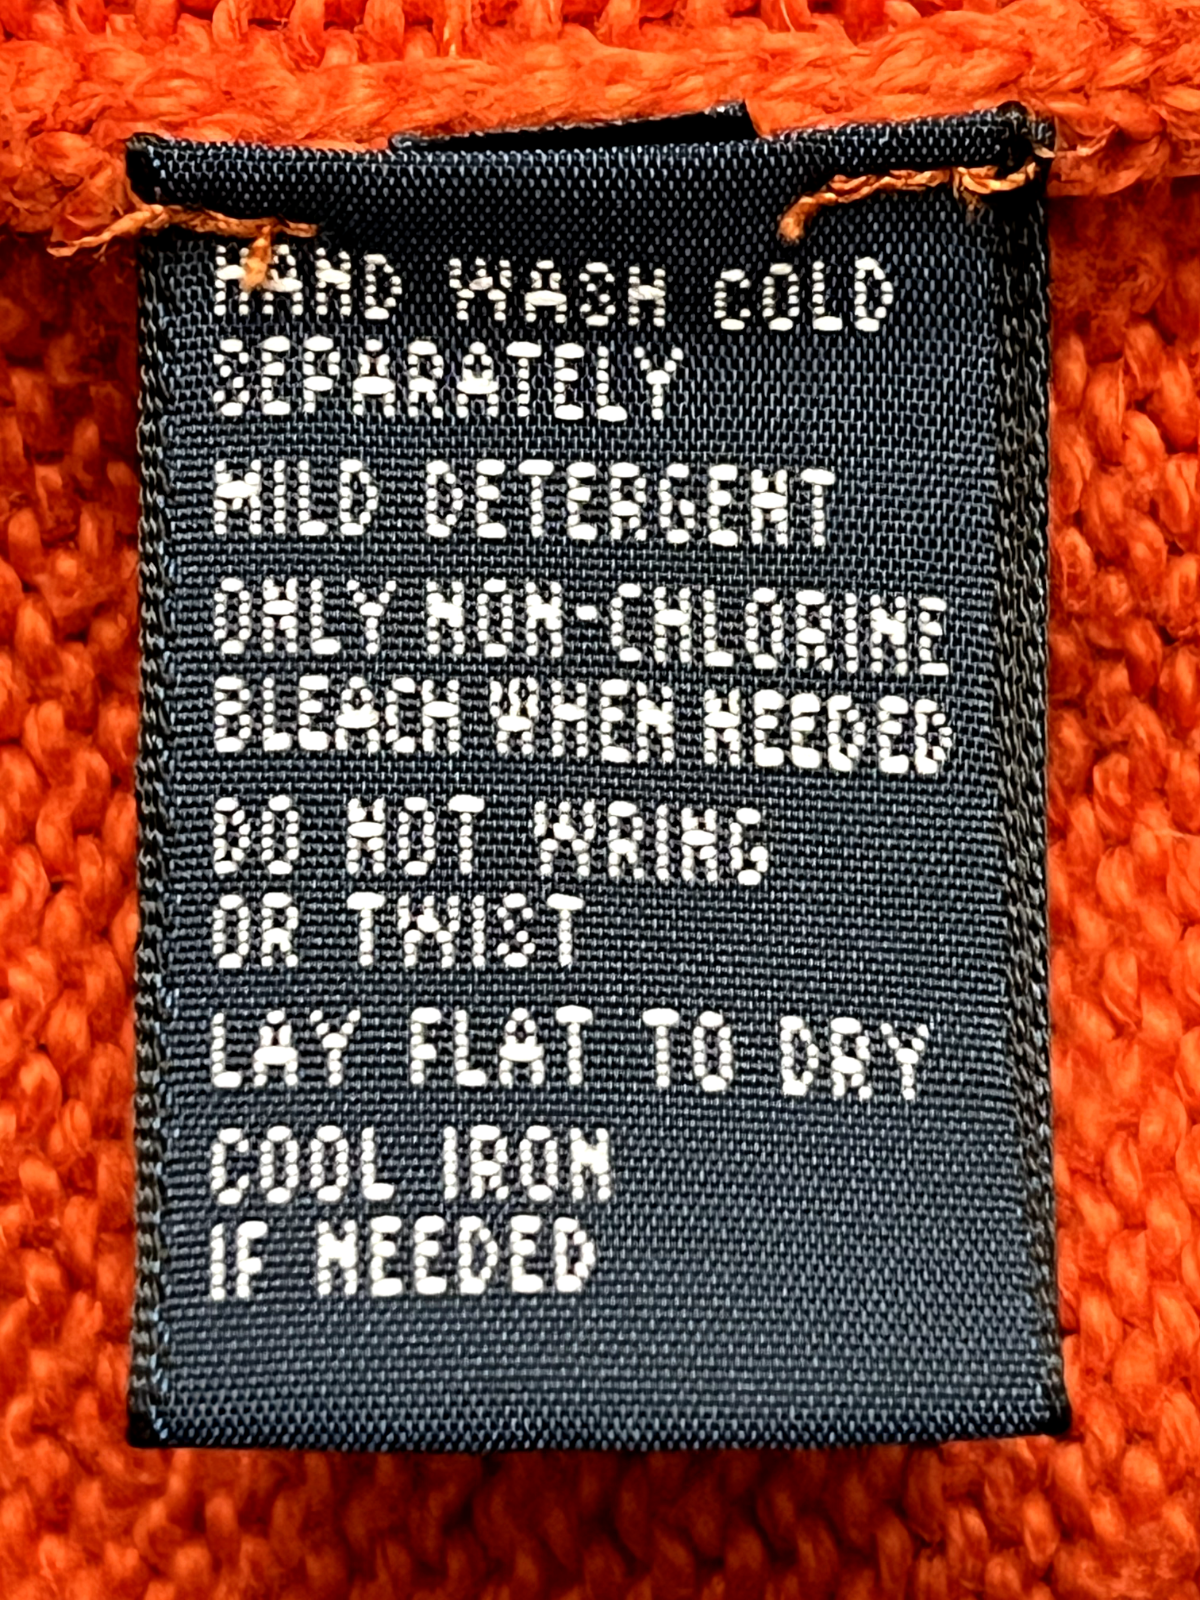 HAND WASH COLD
SEPARATELY
MILD DETERGENT
ONLY NON-CHLORINE
BLEACH WHEN NEEDED
DO NOT WRING
OR TWIST
LAY FLAT TO DRY
COOL IRON
IF NEEDED